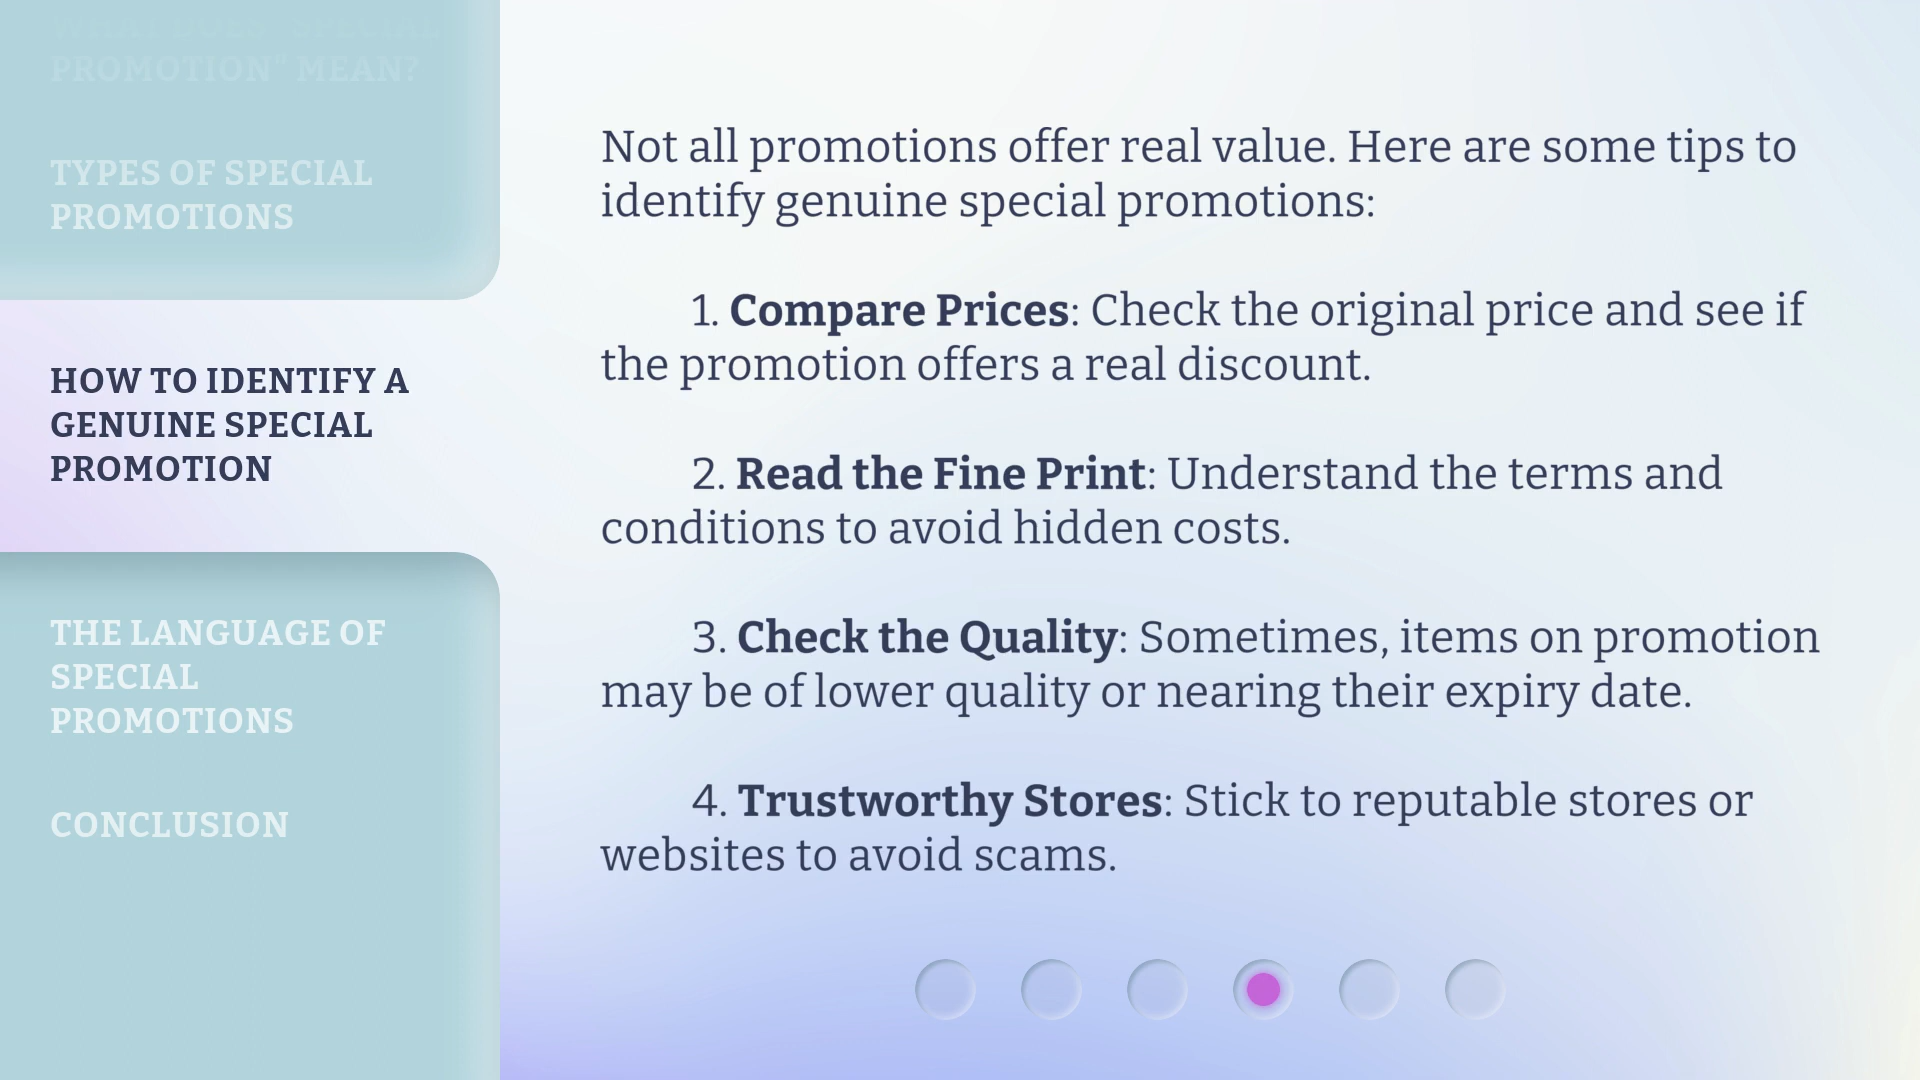 WHAT DOES "SPECIAL
PROMOTION" MEAN?
TYPES OF SPECIAL
PROMOTIONS
HOW TO IDENTIFY A
GENUINE SPECIAL
PROMOTION
THE LANGUAGE OF
SPECIAL
PROMOTIONS
CONCLUSION
Not all promotions offer real value. Here are some tips to
identify genuine special promotions:
1. Compare Prices: Check the original price and see if
the promotion offers a real discount.
2. Read the Fine Print: Understand the terms and
conditions to avoid hidden costs.
3. Check the Quality: Sometimes, items on promotion
may be of lower quality or nearing their expiry date.
4. Trustworthy Stores: Stick to reputable stores or
websites to avoid scams.